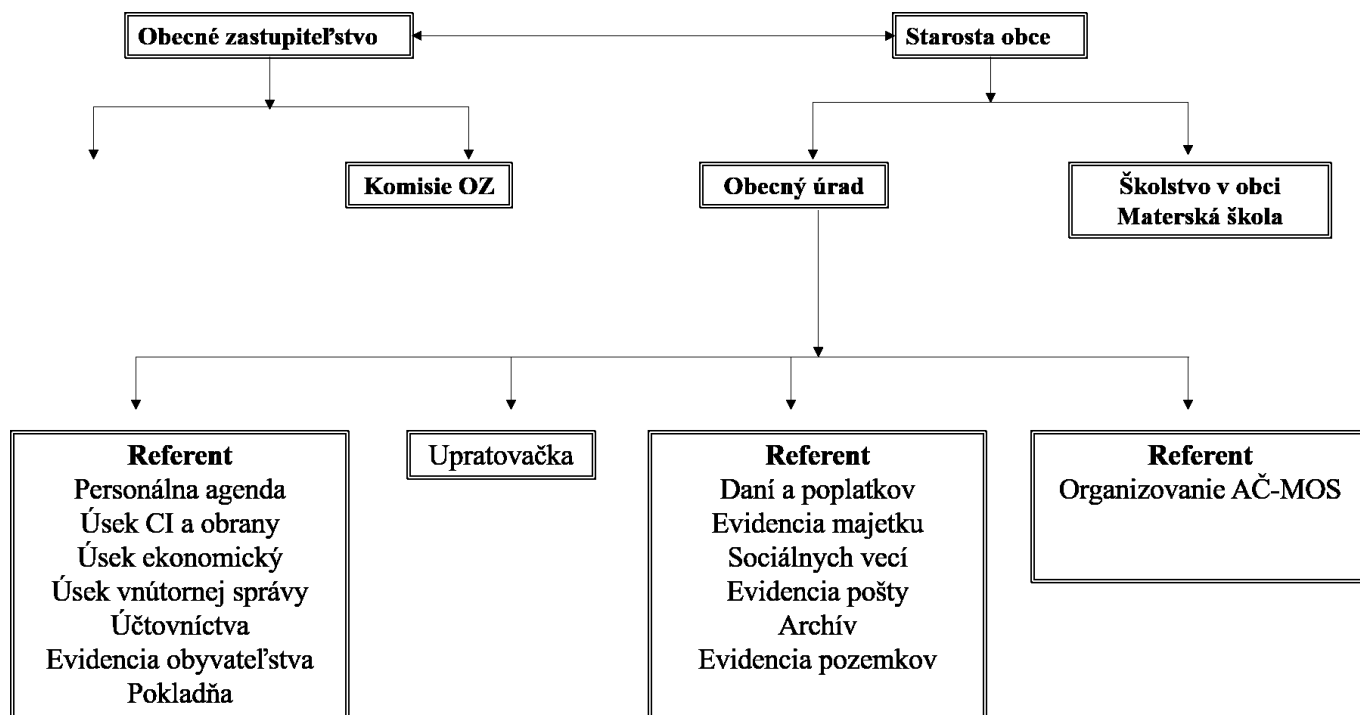 Obecné zastupiteľstvo
Starosta obce
Komisie OZ
Obecný úrad
Školstvo v obci
Materská škola
Referent
Personálna agenda
Úsek CI a obrany
Úsek ekonomický
Úsek vnútornej správy
Účtovníctva
Evidencia obyvateľstva
Pokladňa
Upratovačka
Referent
Daní a poplatkov
Evidencia majetku
Sociálnych vecí
Evidencia pošty
Archív
Evidencia pozemkov
Referent
Organizovanie AČ-MOS